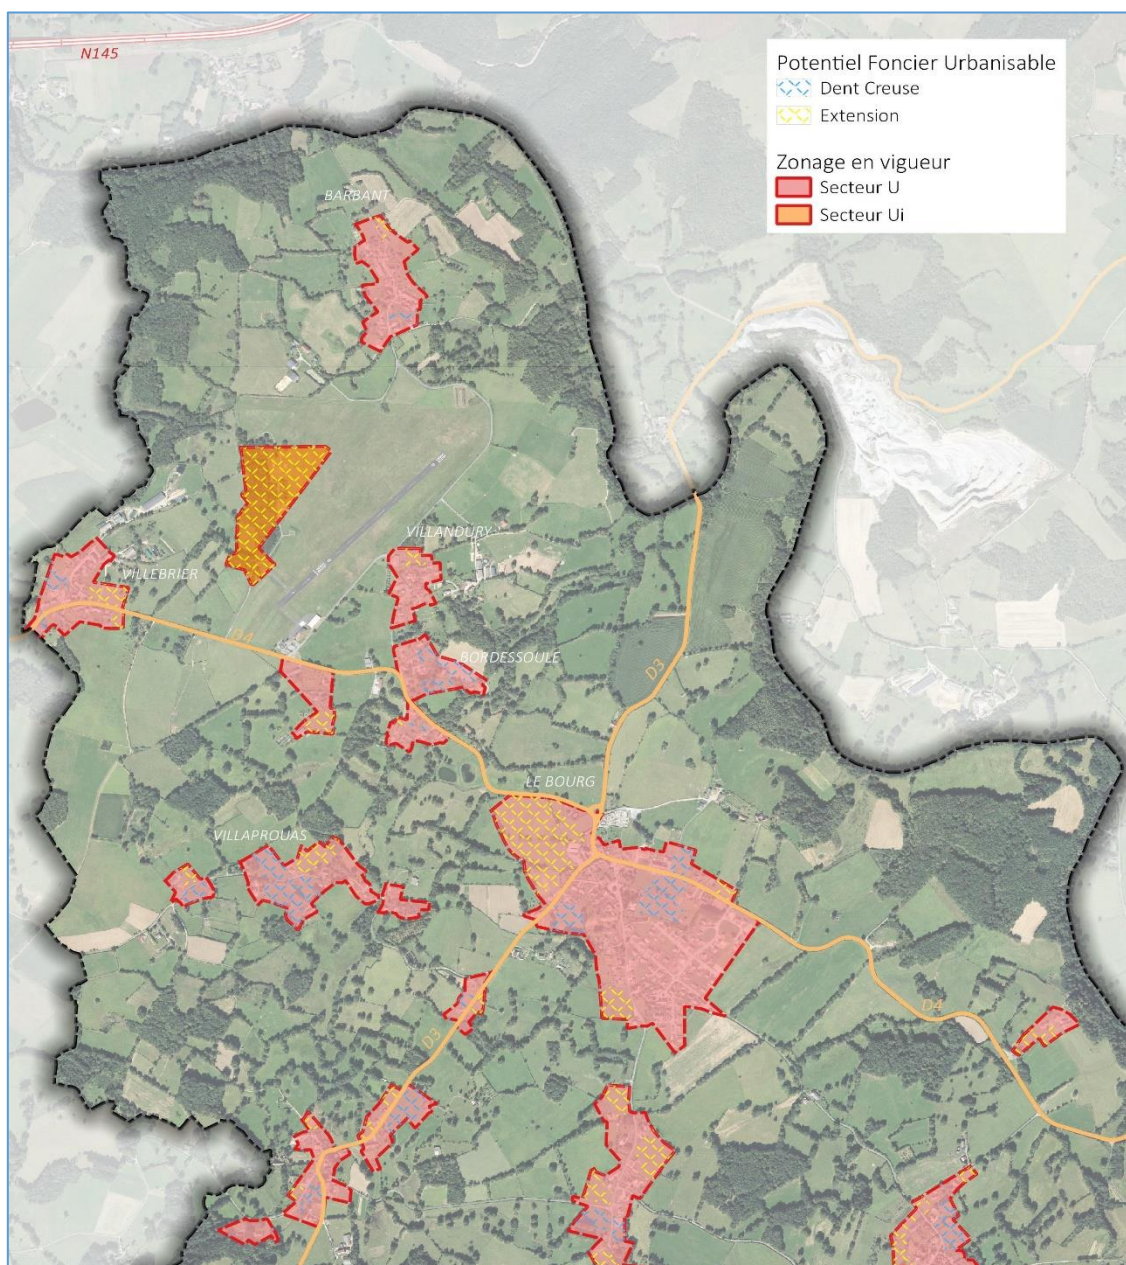 N145
Potentiel Foncier Urbanisable
Dent Creuse
Extension
Zonage en vigueur
Secteur U
Secteur Ui
BARBANT
VILLANDURY
VILLEBRIER
D4
BORDESSOULE
D3
LE BOURG
VILLAPROUAS
D4
D3